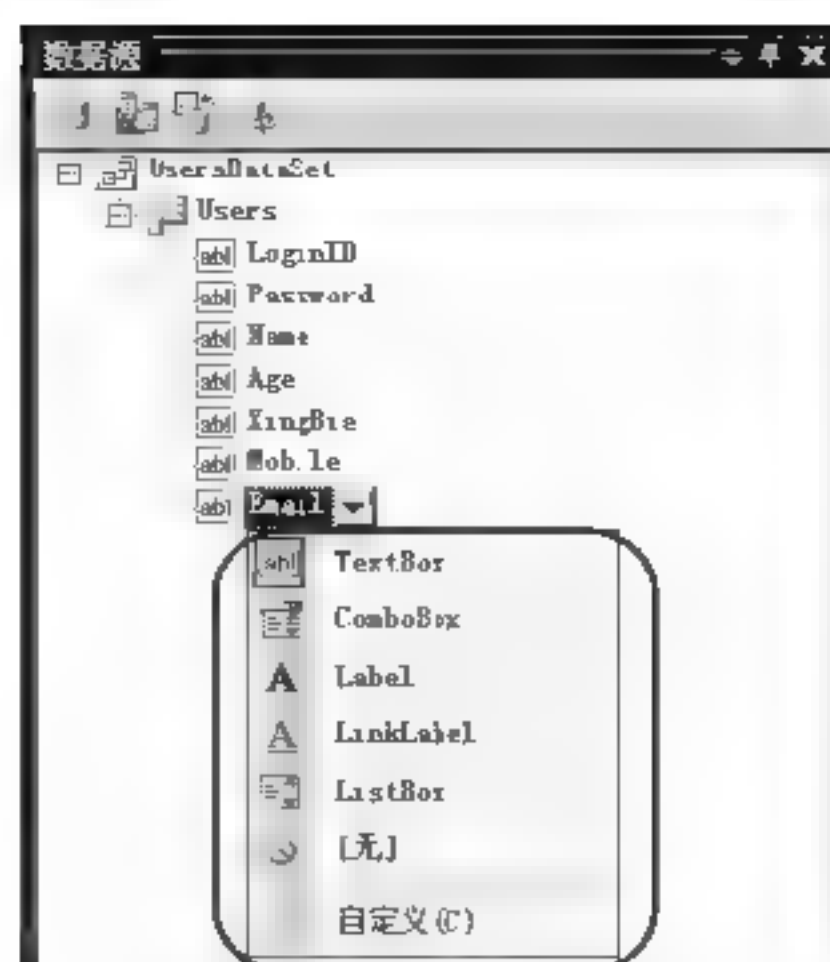 数据源
UsersDataSet
Users
LoginID
Password
Name
Age
XingBie
Mobile
Email
TextBox
ComboBox
Label
LinkLabel
ListBox
[无]
自定义(C)